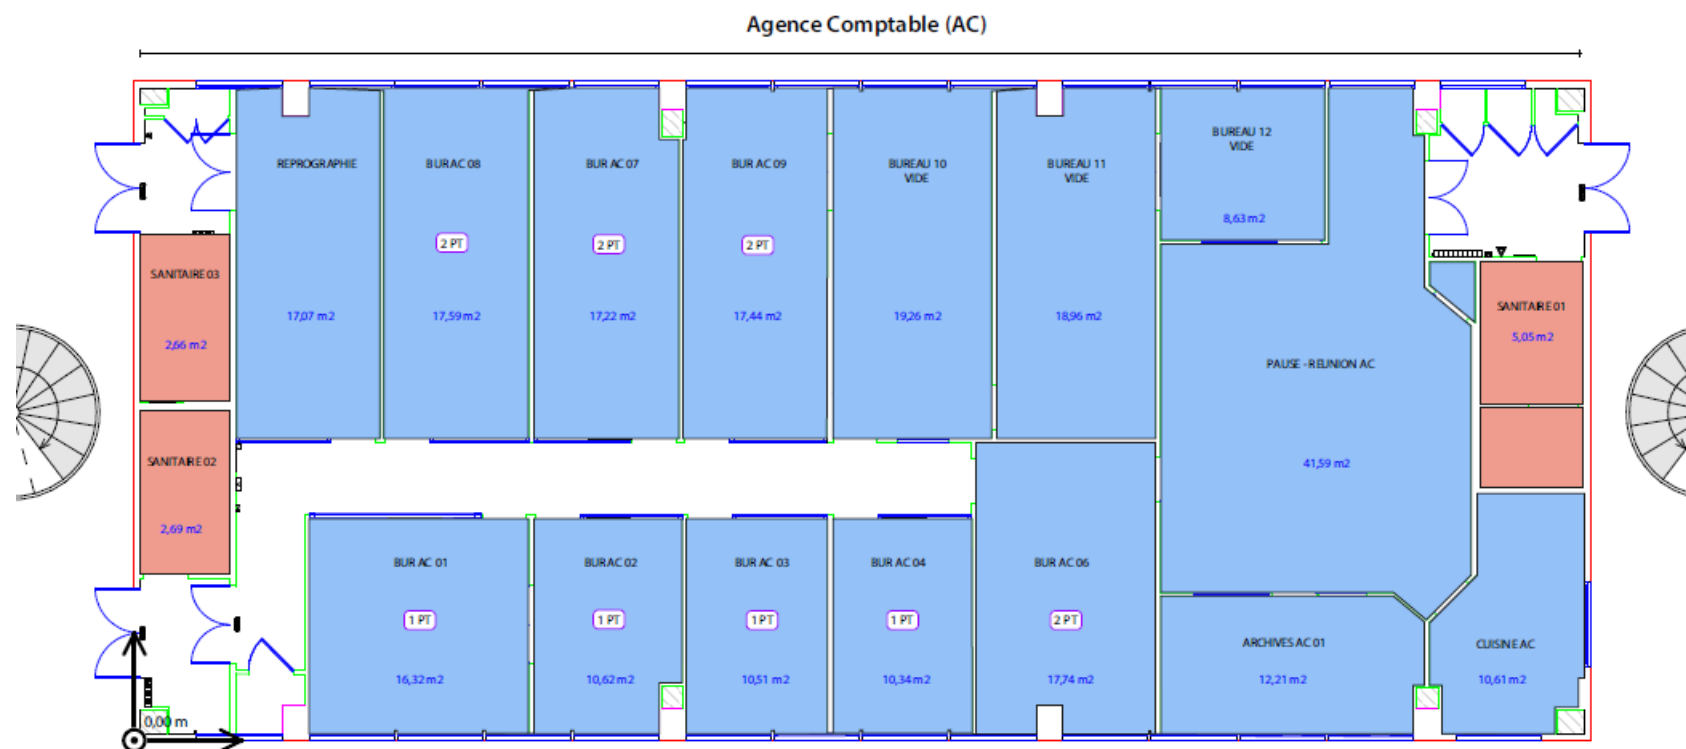 Agence Comptable (AC)
BUREAU 12
VIDE
8,63 m2
REPROGRAPHIE
17,07 m2
BUR AC 08
2 PT
17,59 m2
BUR AC 07
2 PT
17,22 m2
BUR AC 09
2 PT
17,44 m2
BUREAU 10
VIDE
19,26 m2
BUREAU 11
VIDE
18,96 m2
SANITAIRE 03
2,66 m2
SANITAIRE 01
5,05 m2
PAUSE - REUNION AC
41,59 m2
SANITAIRE 02
2,69 m2
BUR AC 01
1 PT
16,32 m2
BUR AC 02
1 PT
10,62 m2
BUR AC 03
1 PT
10,51 m2
BUR AC 04
1 PT
10,34 m2
BUR AC 06
2 PT
17,74 m2
ARCHIVES AC 01
12,21 m2
CUISINE AC
10,61 m2
0,00 m